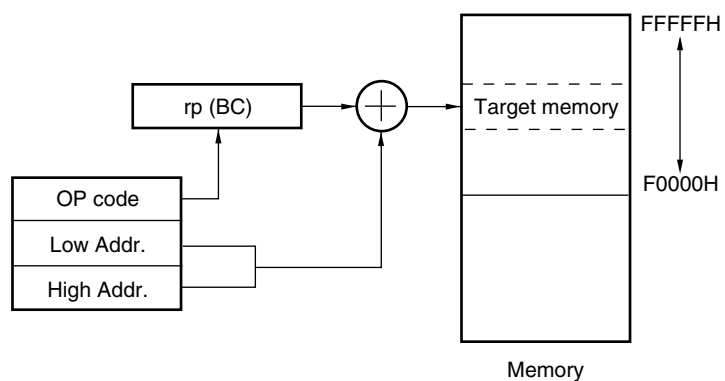 FFFFFH
rp (BC)
Target memory
OP code
F0000H
Low Addr.
High Addr.
Memory